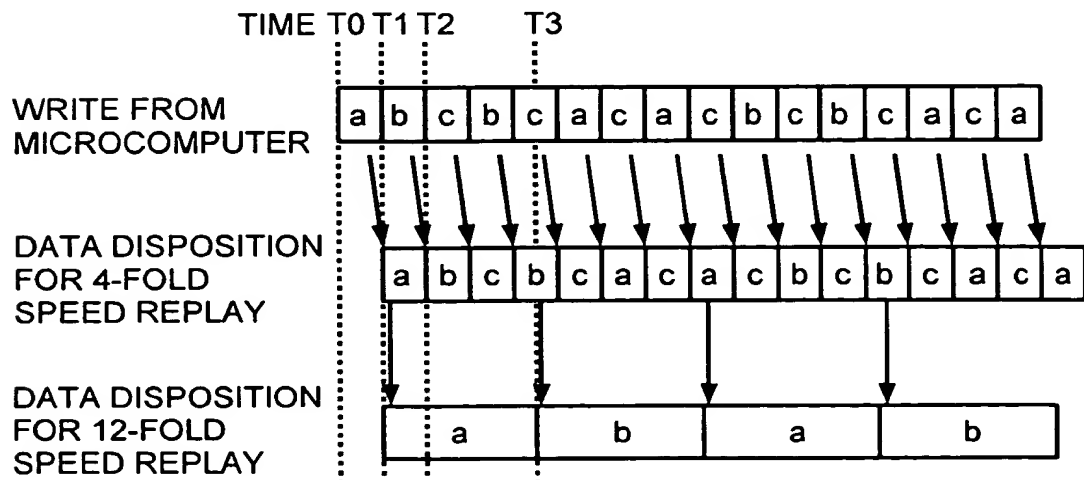 TIME T0 T1 T2 T3
WRITE FROM
MICROCOMPUTER
a b c b c a c a c b c b c a c a
DATA DISPOSITION
FOR 4-FOLD
SPEED REPLAY
a b c b c a c a c b c b c a c a
DATA DISPOSITION
FOR 12-FOLD
SPEED REPLAY
a b a b